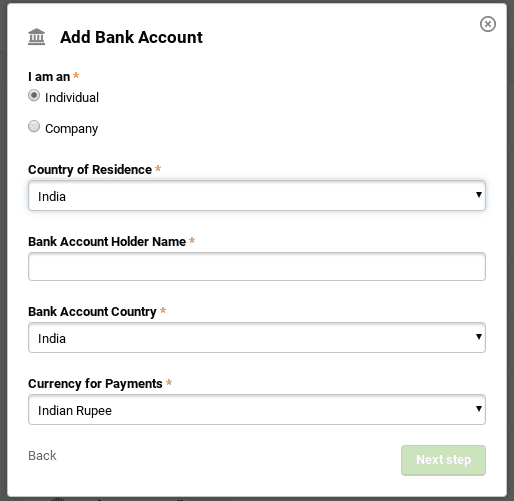 Add Bank Account
I am an *
Individual
Company
Country of Residence *
India
Bank Account Holder Name *
Bank Account Country *
India
Currency for Payments *
Indian Rupee
Back
Next step